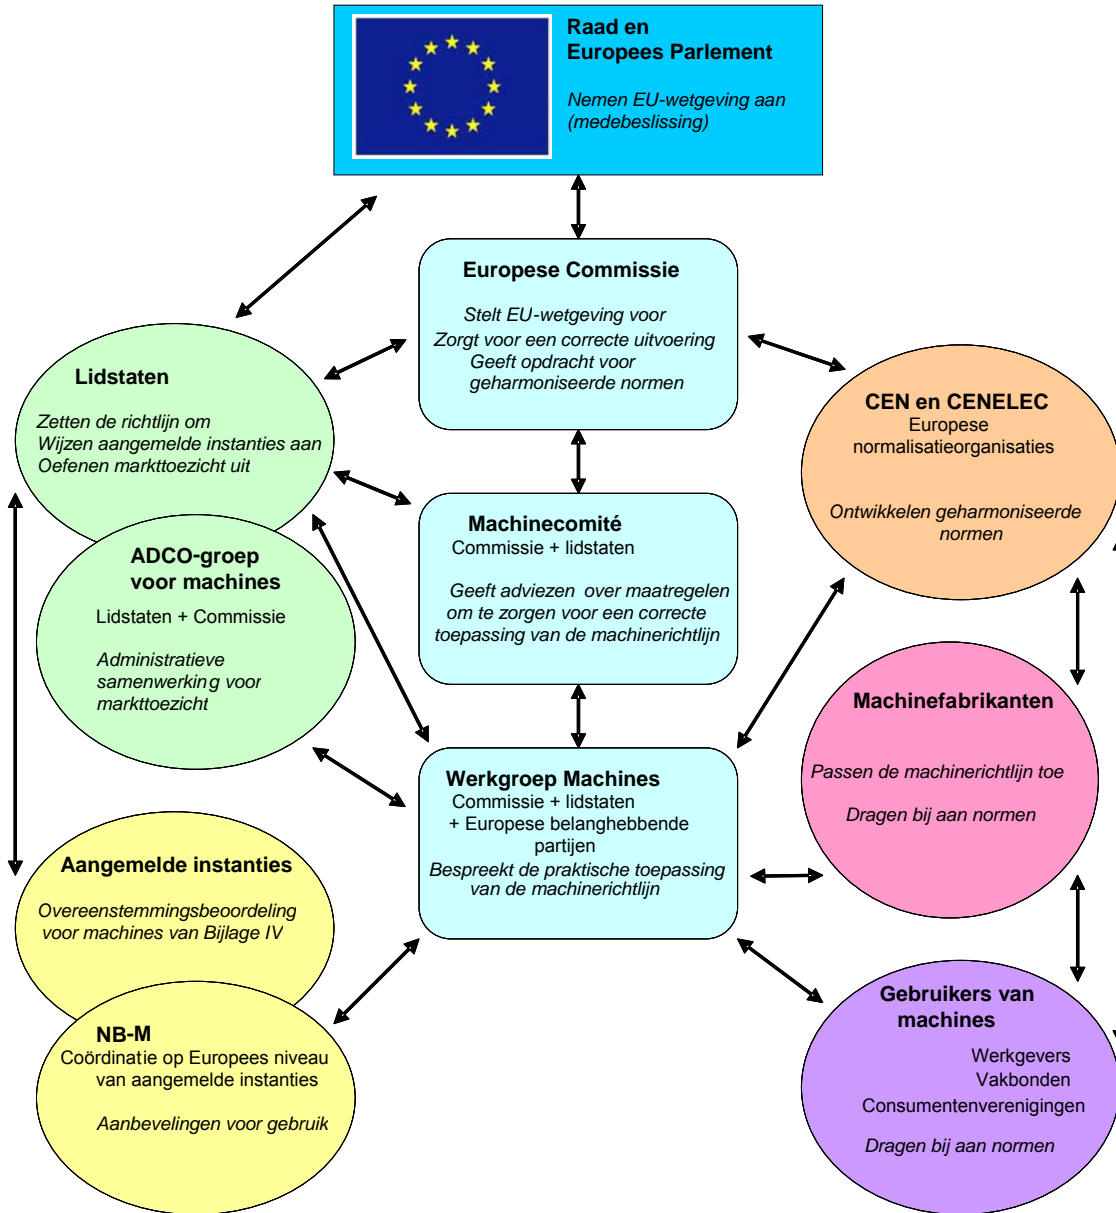 Raad en
Europees Parlement
Nemen EU-wetgeving aan
(medebeslissing)
Europese Commissie
Stelt EU-wetgeving voor
Zorgt voor een correcte uitvoering
Geeft opdracht voor
geharmoniseerde normen
Lidstaten
Zetten de richtlijn om
Wijzen aangemelde instanties aan
Oefenen markttoezicht uit
CEN en CENELEC
Europese
normalisatieorganisaties
Ontwikkelen geharmoniseerde
normen
Machinecomité
Commissie + lidstaten
Geeft adviezen over maatregelen
om te zorgen voor een correcte
toepassing van de machinerichtlijn
ADCO-groep
voor machines
Lidstaten + Commissie
Administratieve
samenwerking voor
markttoezicht
Machinefabrikanten
Passen de machinerichtlijn toe
Dragen bij aan normen
Werkgroep Machines
Commissie + lidstaten
+ Europese belanghebbende
partijen
Bespreekt de praktische toepassing
van de machinerichtlijn
Aangemelde instanties
Overeenstemmingsbeoordeling
voor machines van Bijlage IV
NB-M
Coördinatie op Europees niveau
van aangemelde instanties
Aanbevelingen voor gebruik
Gebruikers van
machines
Werkgevers
Vakbonden
Consumentenverenigingen
Dragen bij aan normen